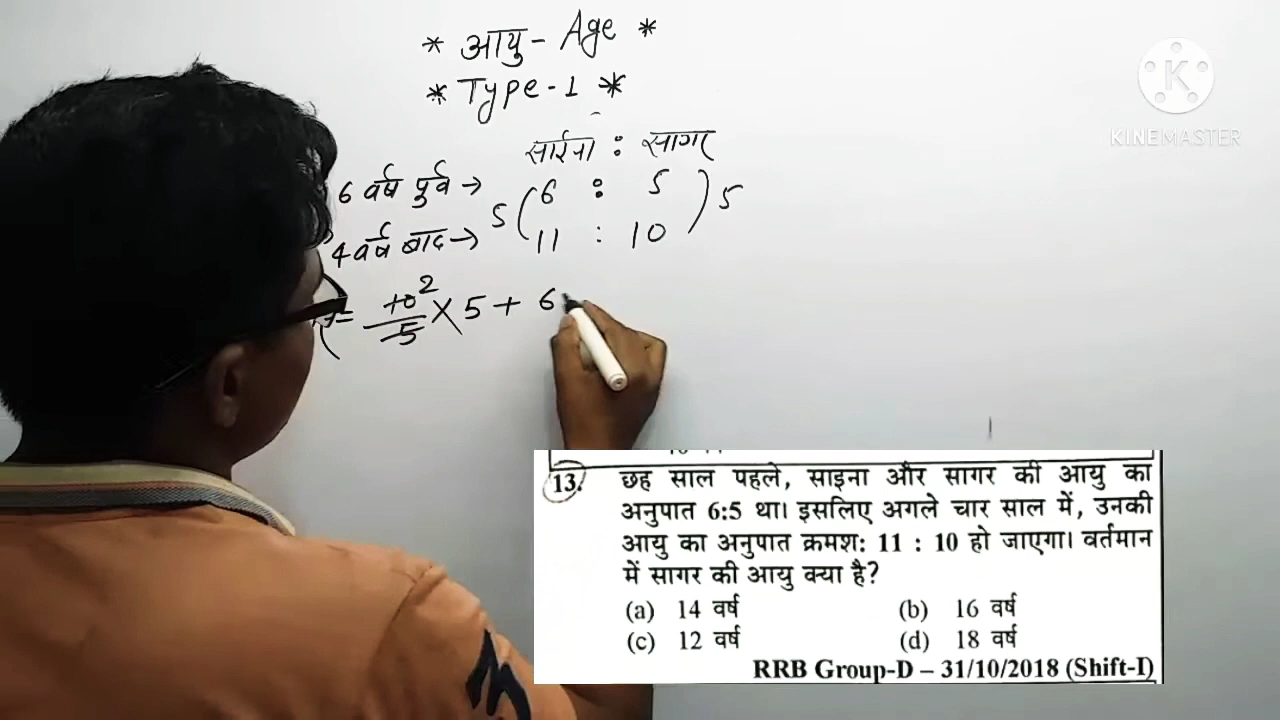 * आयु - Age *
* Type-1 *
साईना : सागर
6 वर्ष पुर्व → 5 ( 6 : 5 ) 5
4 वर्ष बाद → 11 : 10
= 10/5 2 × 5 + 6
K
KINEMASTER
13. छह साल पहले, साइना और सागर की आयु का
अनुपात 6:5 था। इसलिए अगले चार साल में, उनकी
आयु का अनुपात क्रमश: 11 : 10 हो जाएगा। वर्तमान
में सागर की आयु क्या है?
(a) 14 वर्ष (b) 16 वर्ष
(c) 12 वर्ष (d) 18 वर्ष
RRB Group-D – 31/10/2018 (Shift-I)